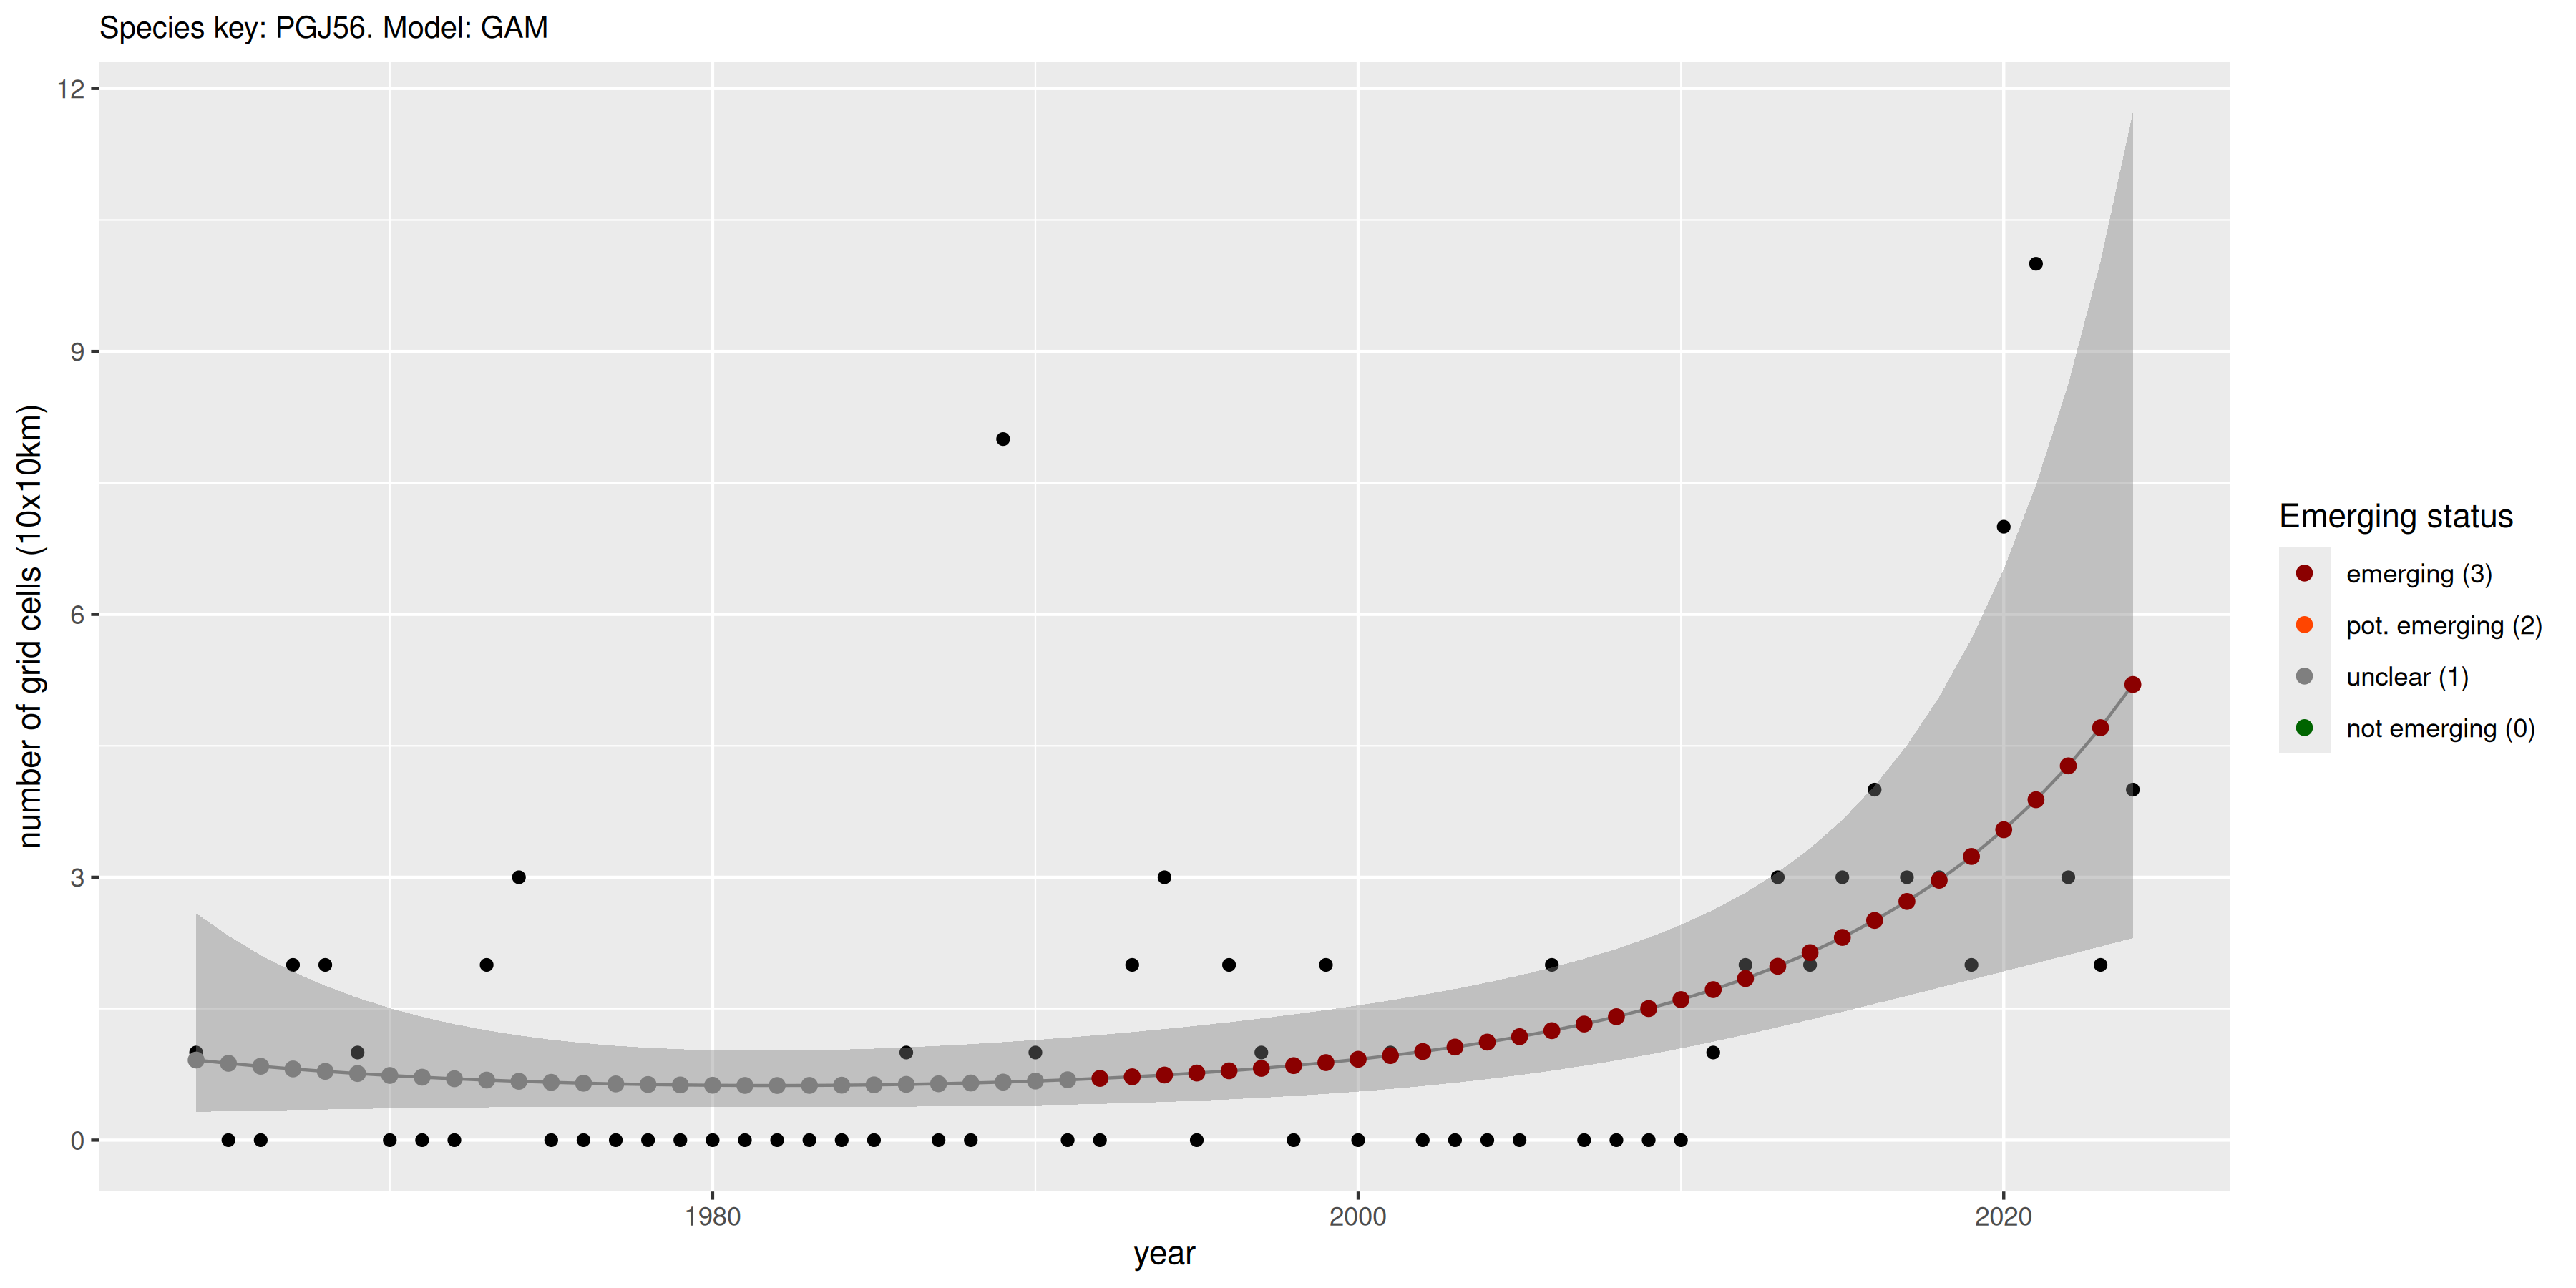 Species key: PGJ56. Model: GAM
12
9
6
3
0
number of grid cells (10x10km)
1980
2000
2020
year
Emerging status
emerging (3)
pot. emerging (2)
unclear (1)
not emerging (0)